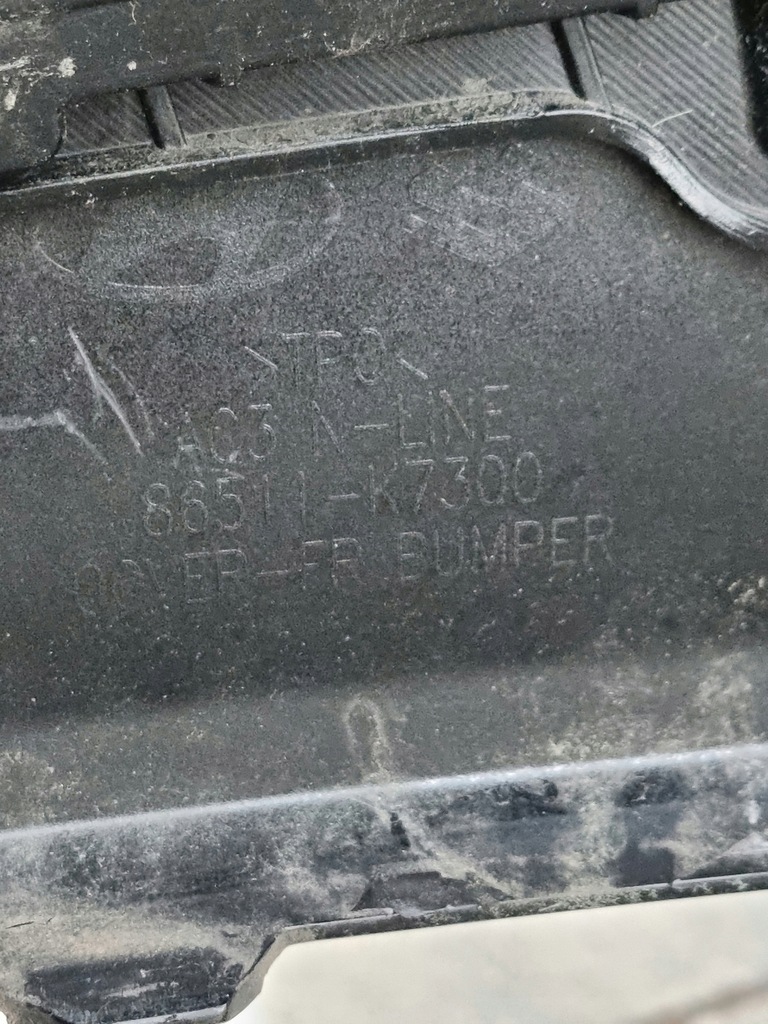 >TPO<
AC3 N-LINE
86511-K7300
COVER-FR BUMPER